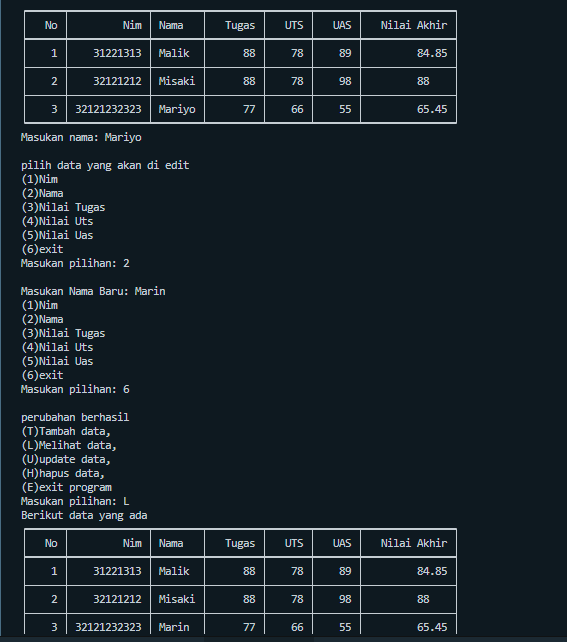 No Nim Nama Tugas UTS UAS Nilai Akhir
1 31221313 Malik 88 78 89 84.85
2 32121212 Misaki 88 78 98 88
3 32121232323 Mariyo 77 66 55 65.45
Masukan nama: Mariyo
pilih data yang akan di edit
(1)Nim
(2)Nama
(3)Nilai Tugas
(4)Nilai Uts
(5)Nilai Uas
(6)exit
Masukan pilihan: 2
Masukan Nama Baru: Marin
(1)Nim
(2)Nama
(3)Nilai Tugas
(4)Nilai Uts
(5)Nilai Uas
(6)exit
Masukan pilihan: 6
perubahan berhasil
(T)Tambah data,
(L)Melihat data,
(U)update data,
(H)hapus data,
(E)exit program
Masukan pilihan: L
Berikut data yang ada
No Nim Nama Tugas UTS UAS Nilai Akhir
1 31221313 Malik 88 78 89 84.85
2 32121212 Misaki 88 78 98 88
3 32121232323 Marin 77 66 55 65.45